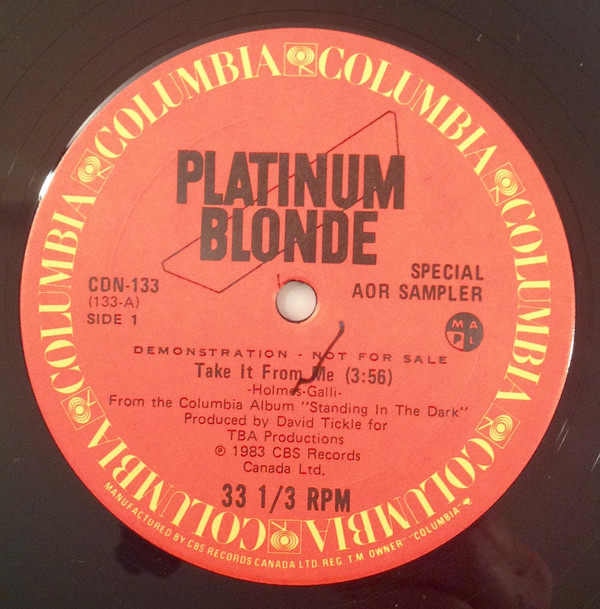 COLUMBIA COLUMBIA COLUMBIA COLUMBIA COLUMBIA COLUMBIA COLUMBIA COLUMBIA
PLATINUM
BLONDE
CDN-133
(133-A)
SIDE 1
SPECIAL
AOR SAMPLER
M A
P L
DEMONSTRATION - NOT FOR SALE
Take It From Me (3:56)
-Holmes-Galli-
From the Columbia Album "Standing In The Dark"
Produced by David Tickle for
TBA Productions
℗ 1983 CBS Records
Canada Ltd.
33 1/3 RPM
MANUFACTURED BY CBS RECORDS CANADA LTD. REG. T.M. OWNER" "COLUMBIA"